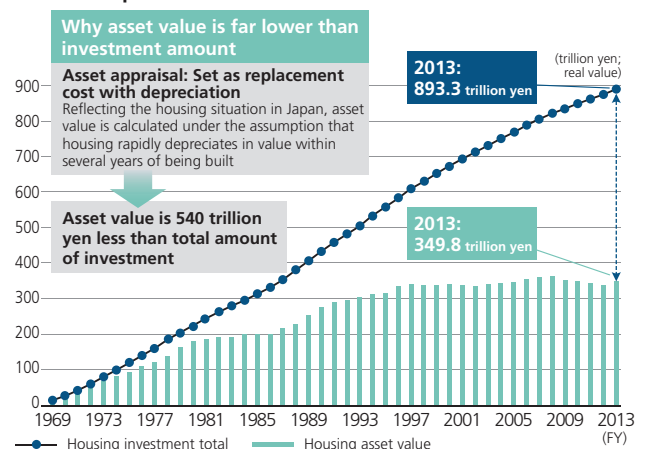 Why asset value is far lower than
investment amount
Asset appraisal: Set as replacement
cost with depreciation
Reflecting the housing situation in Japan, asset
value is calculated under the assumption that
housing rapidly depreciates in value within
several years of being built
Asset value is 540 trillion
yen less than total amount
of investment
2013:
893.3 trillion yen
(trillion yen;
real value)
2013:
349.8 trillion yen
900
800
700
600
500
400
300
200
100
0
1969 1973 1977 1981 1985 1989 1993 1997 2001 2005 2009 2013
(FY)
Housing investment total Housing asset value